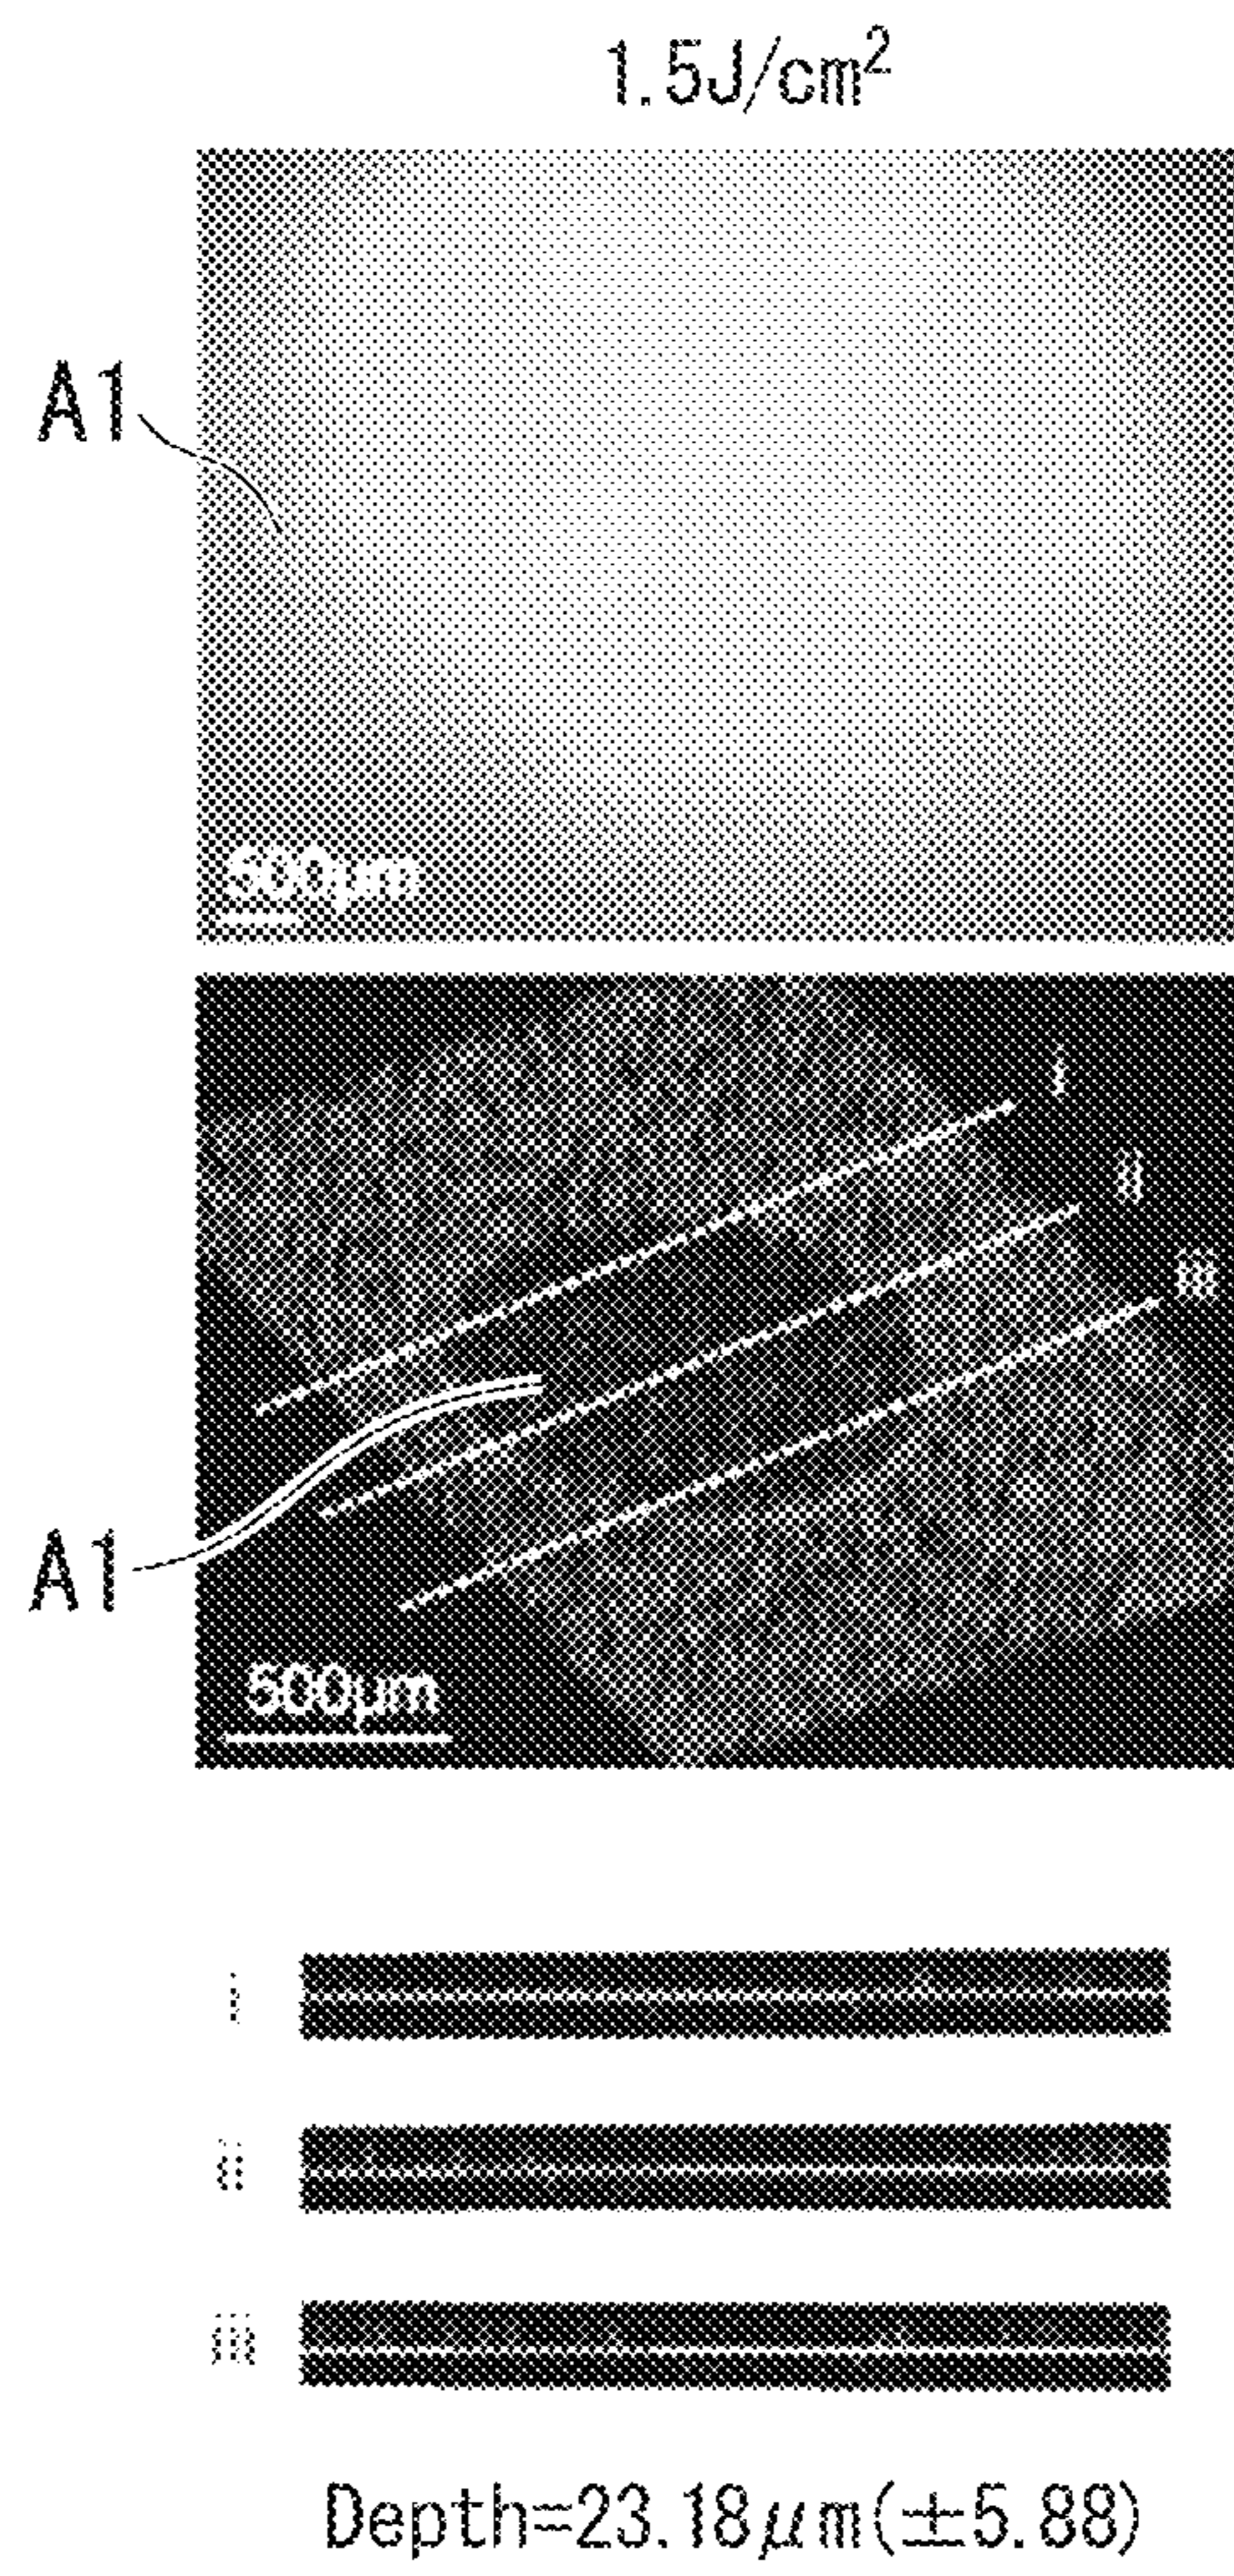 1.5J/cm²
A1
500μm
i
ii
iii
A1
500μm
i
ii
iii
Depth=23.18μm(±5.88)